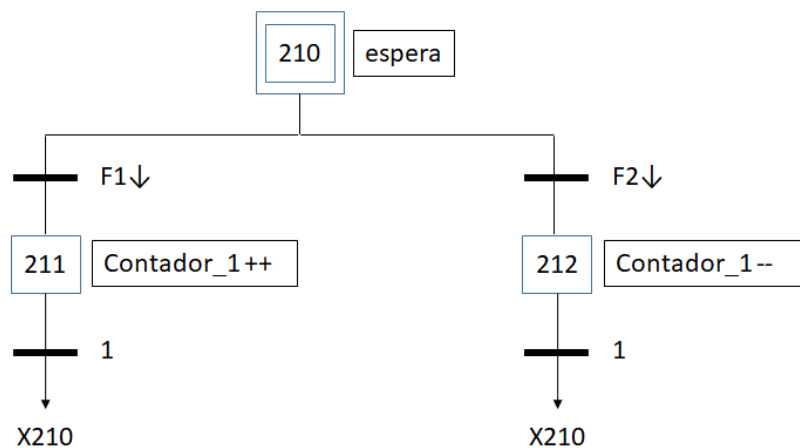 210 espera
F1↓ F2↓
211 Contador_1++ 212 Contador_1--
1 1
X210 X210